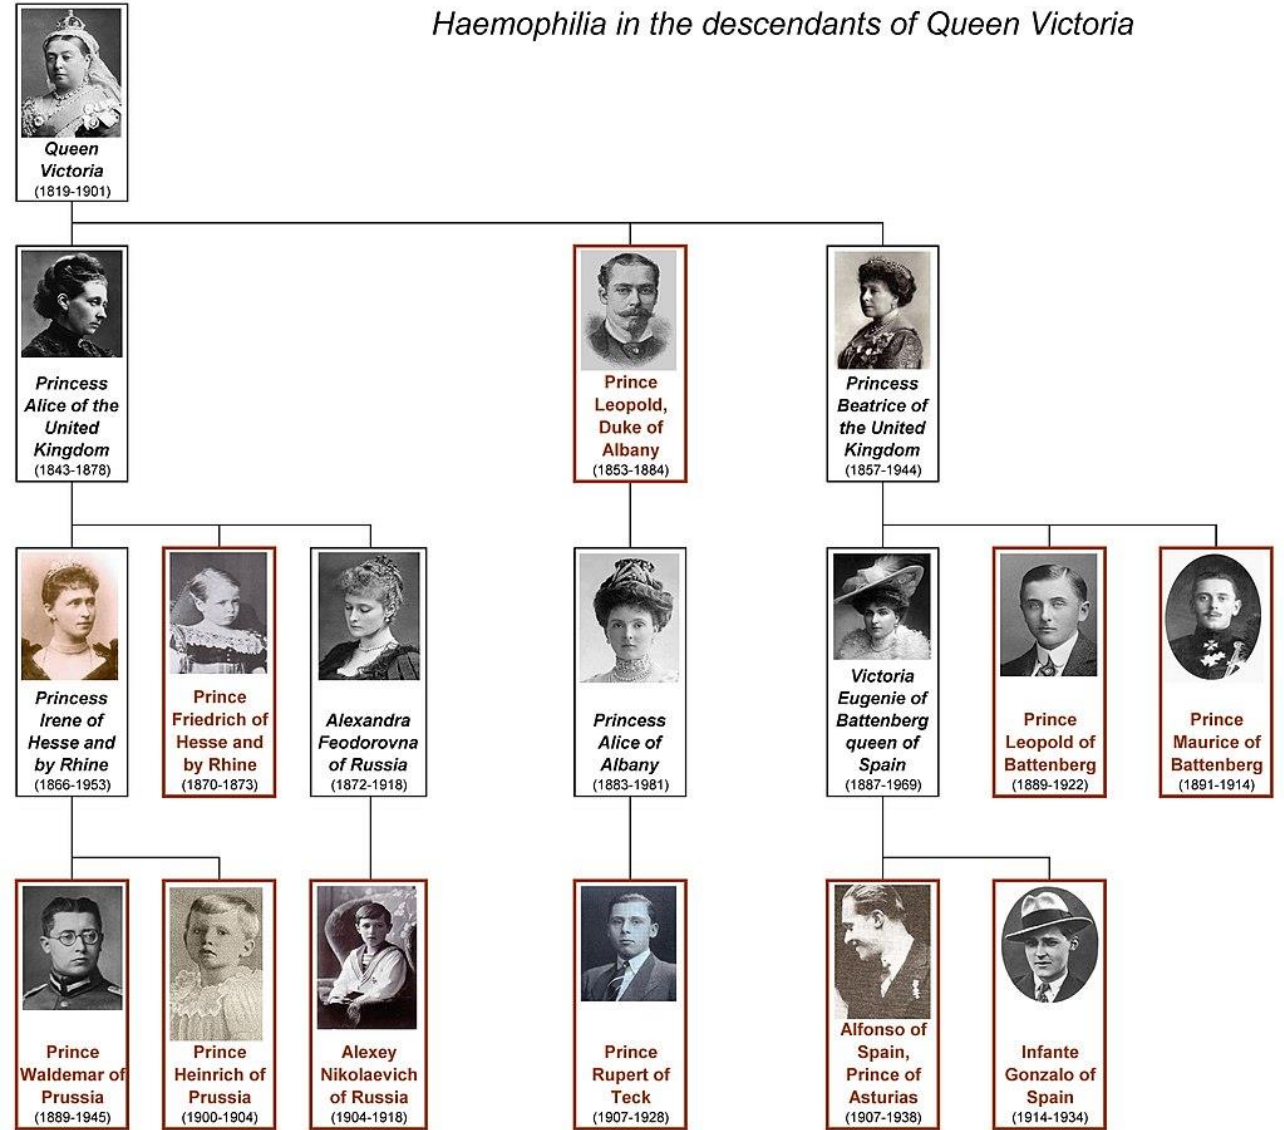 Haemophilia in the descendants of Queen Victoria
Queen
Victoria
(1819-1901)
Princess
Alice of the
United
Kingdom
(1843-1878)
Prince
Leopold,
Duke of
Albany
(1853-1884)
Princess
Beatrice of
the United
Kingdom
(1857-1944)
Princess
Irene of
Hesse and
by Rhine
(1866-1953)
Prince
Friedrich of
Hesse and
by Rhine
(1870-1873)
Alexandra
Feodorovna
of Russia
(1872-1918)
Princess
Alice of
Albany
(1883-1981)
Victoria
Eugenie of
Battenberg
queen of
Spain
(1887-1969)
Prince
Leopold of
Battenberg
(1889-1922)
Prince
Maurice of
Battenberg
(1891-1914)
Prince
Waldemar of
Prussia
(1889-1945)
Prince
Heinrich of
Prussia
(1900-1904)
Alexey
Nikolaevich
of Russia
(1904-1918)
Prince
Rupert of
Teck
(1907-1928)
Alfonso of
Spain,
Prince of
Asturias
(1907-1938)
Infante
Gonzalo of
Spain
(1914-1934)